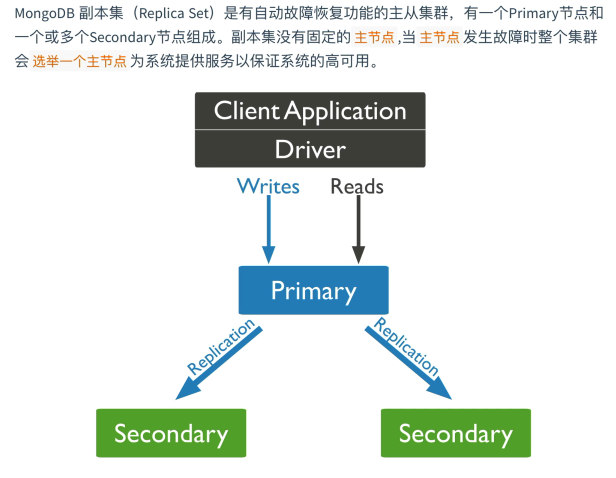 MongoDB 副本集（Replica Set）是有自动故障恢复功能的主从集群，有一个Primary节点和
一个或多个Secondary节点组成。副本集没有固定的 主节点 ,当 主节点 发生故障时整个集群
会 选举一个主节点 为系统提供服务以保证系统的高可用。
Client Application
Driver
Writes Reads
Primary
Replication Replication
Secondary Secondary